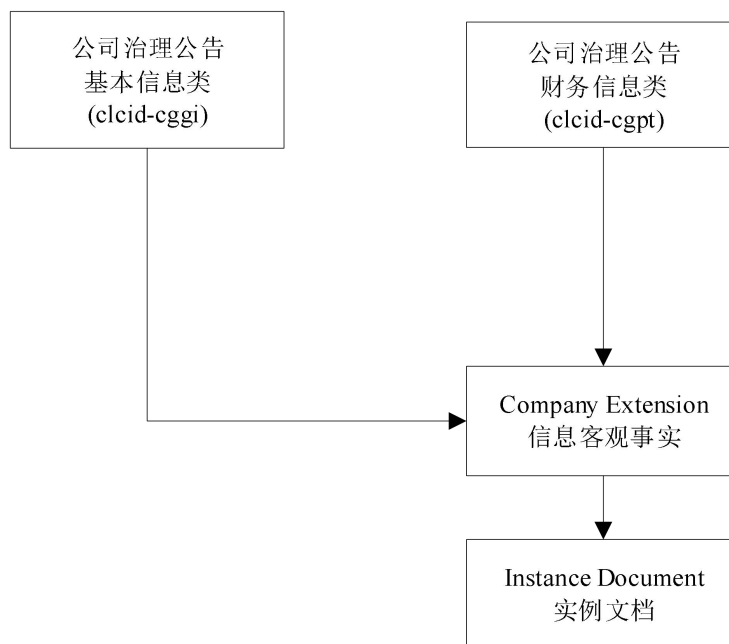 公司治理公告
基本信息类
(clcid-cggi)
公司治理公告
财务信息类
(clcid-cgpt)
Company Extension
信息客观事实
Instance Document
实例文档